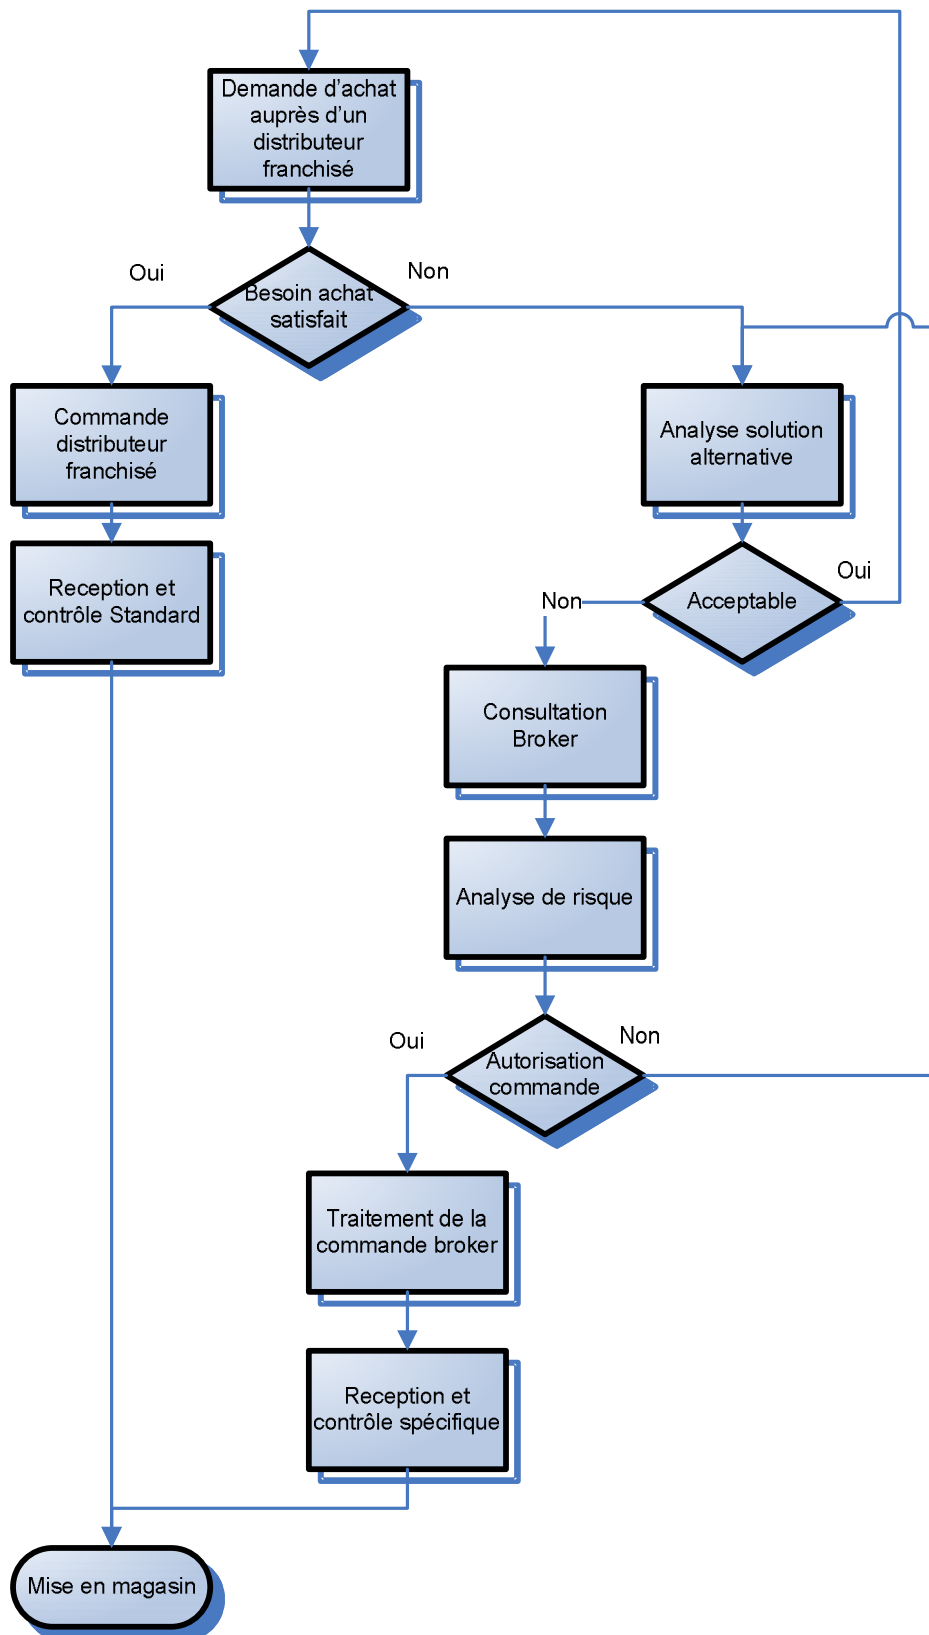 Demande d'achat
auprès d'un
distributeur
franchisé
Oui
Non
Besoin achat
satisfait
Commande
distributeur
franchisé
Analyse solution
alternative
Reception et
contrôle Standard
Oui
Non
Acceptable
Consultation
Broker
Analyse de risque
Oui
Non
Autorisation
commande
Traitement de la
commande broker
Reception et
contrôle spécifique
Mise en magasin